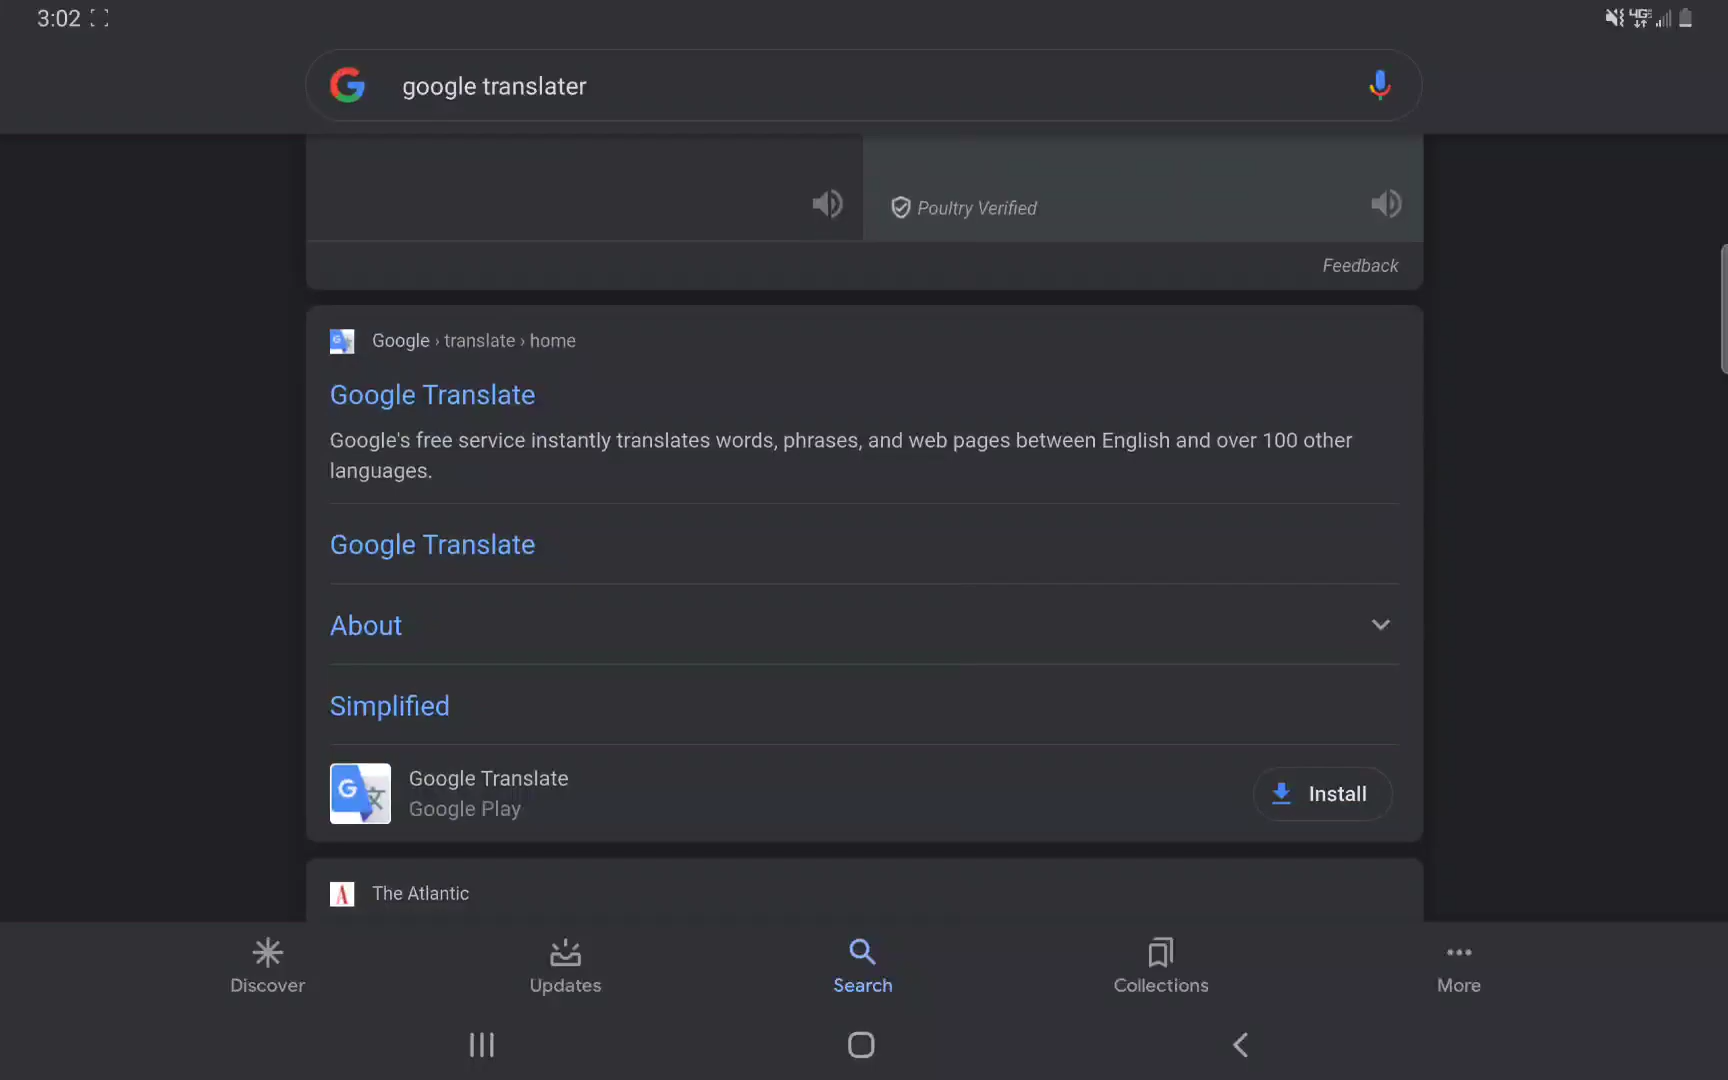 3:02
4G
google translater
Poultry Verified
Feedback
Google › translate › home
Google Translate
Google's free service instantly translates words, phrases, and web pages between English and over 100 other
languages.
Google Translate
About
Simplified
Google Translate
Google Play
Install
The Atlantic
Discover
Updates
Search
Collections
More